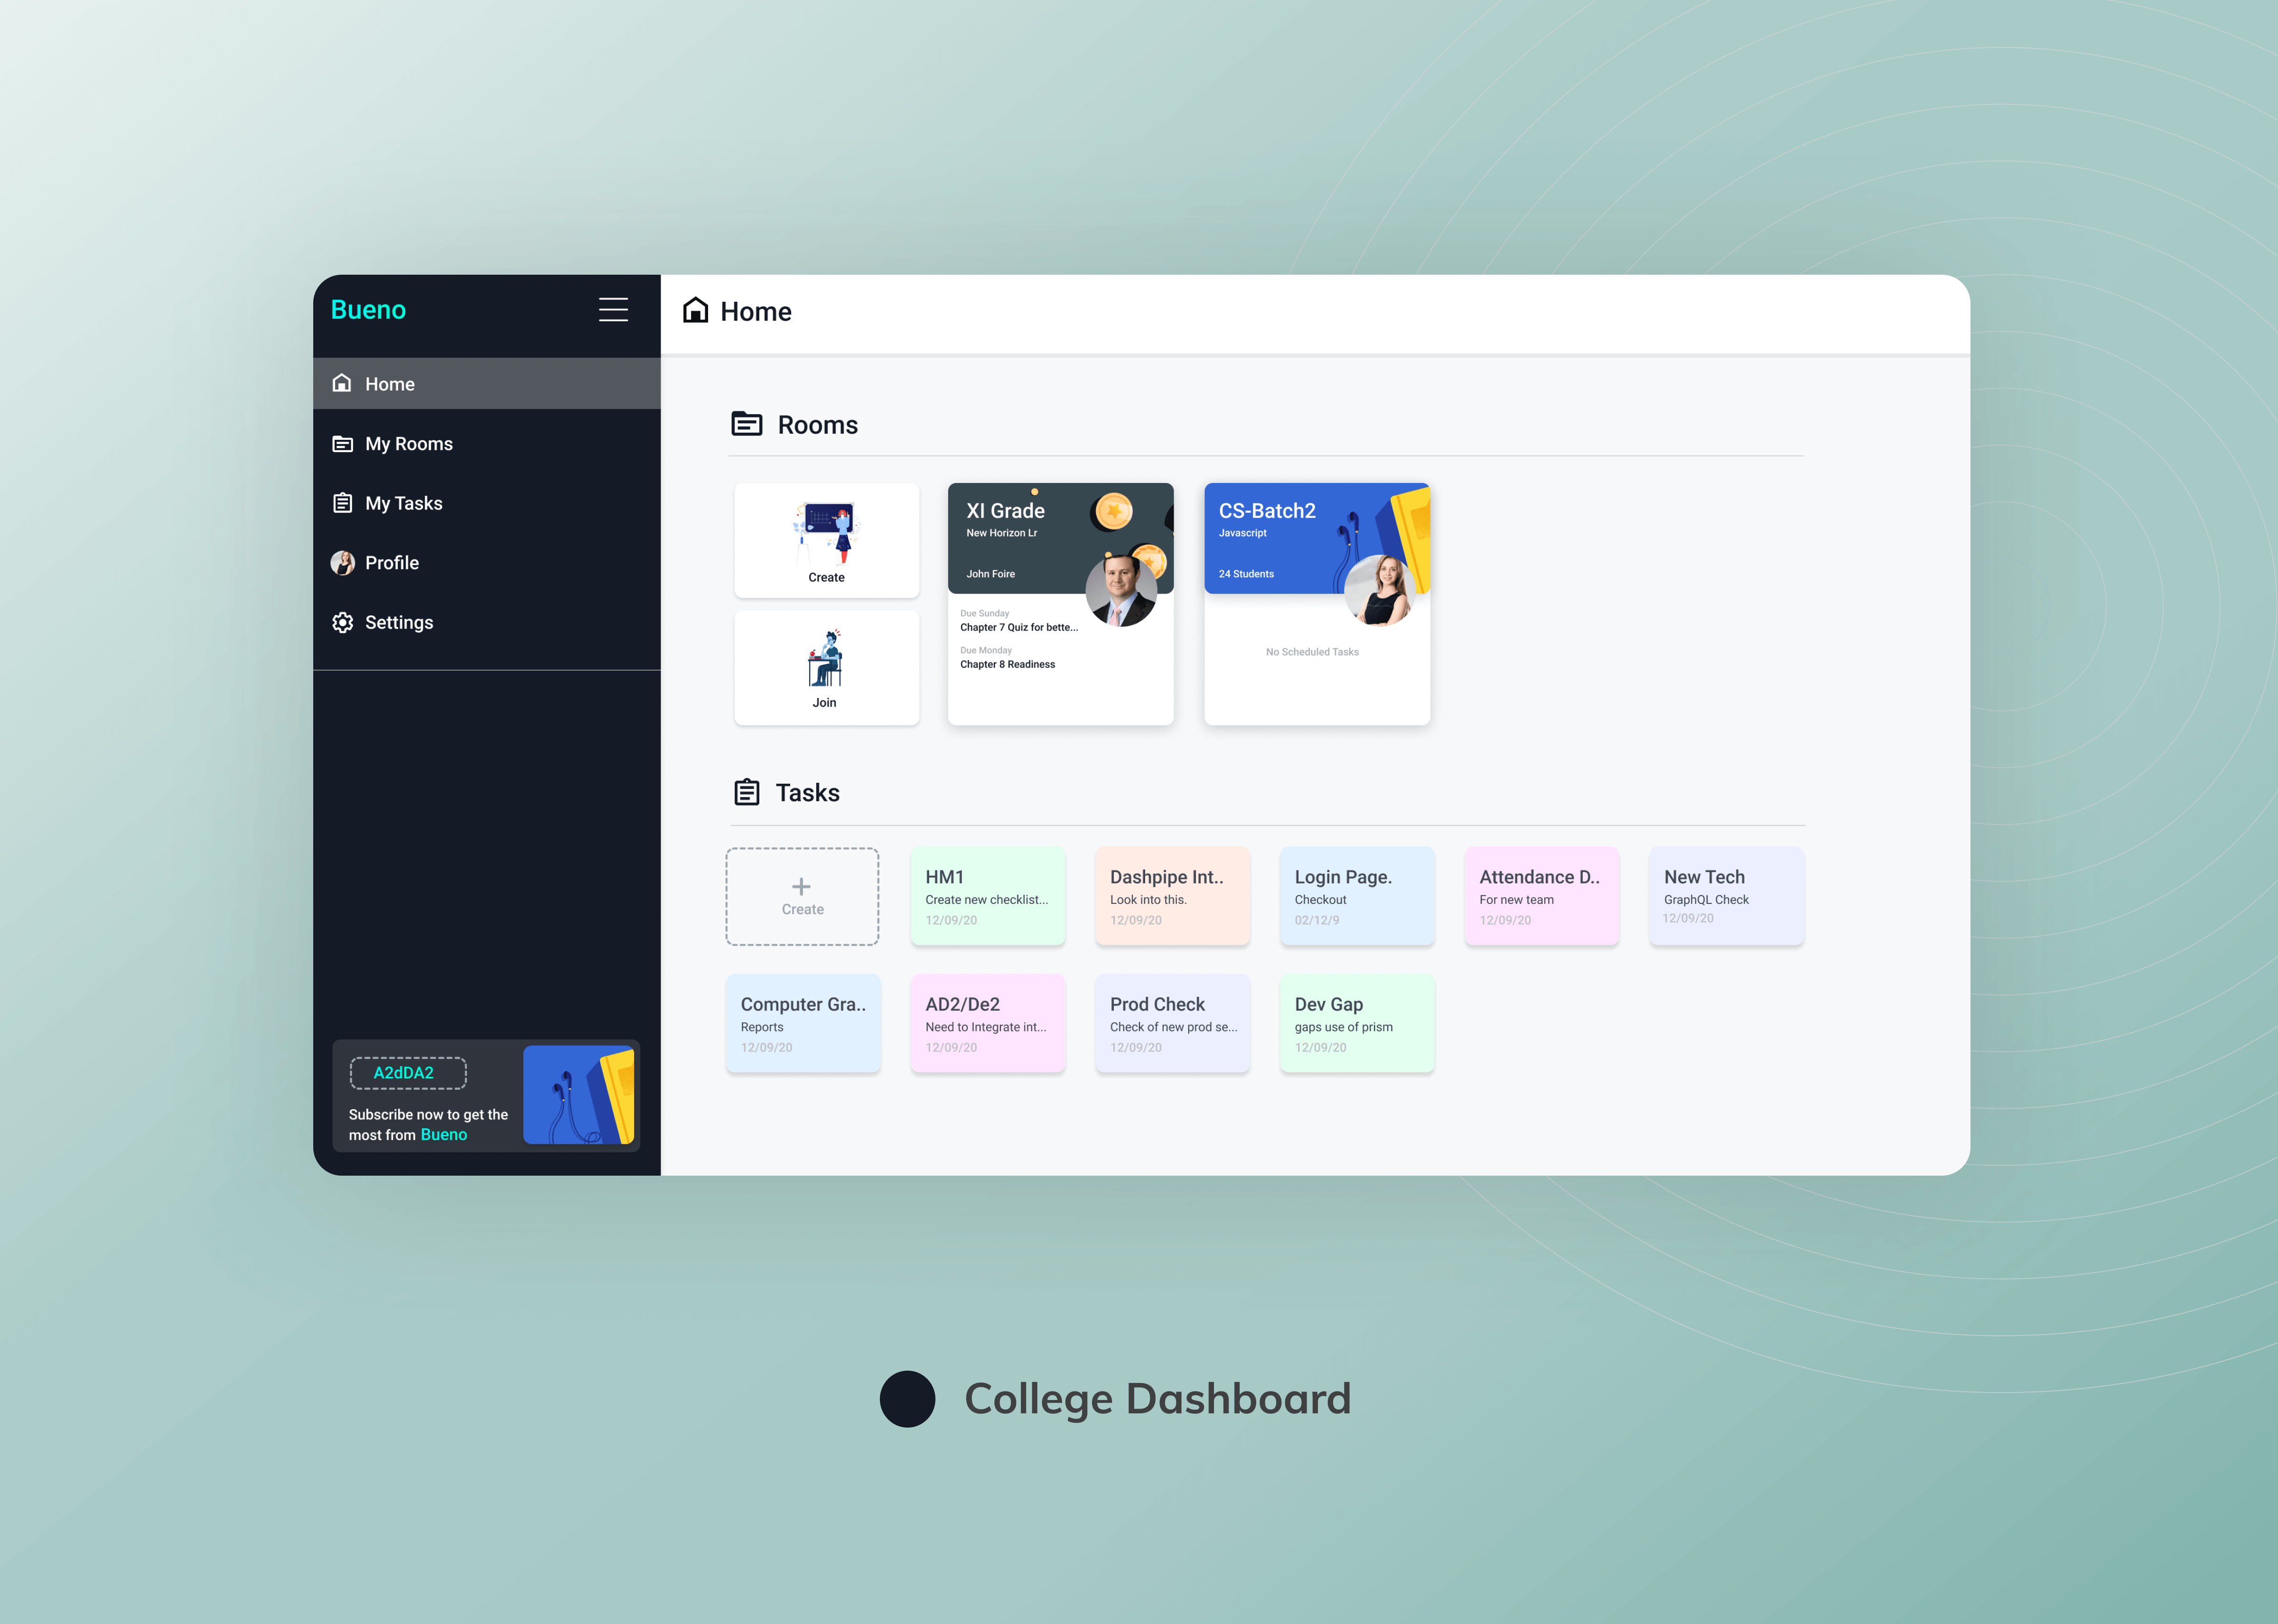 Bueno
Home
My Rooms
My Tasks
Profile
Settings
A2dDA2
Subscribe now to get the
most from Bueno
Home
Rooms
Create
Join
XI Grade
New Horizon Lr
John Foire
Due Sunday
Chapter 7 Quiz for bette...
Due Monday
Chapter 8 Readiness
CS-Batch2
Javascript
24 Students
No Scheduled Tasks
Tasks
Create
HM1
Create new checklist...
12/09/20
Dashpipe Int..
Look into this.
12/09/20
Login Page.
Checkout
02/12/9
Attendance D..
For new team
12/09/20
New Tech
GraphQL Check
12/09/20
Computer Gra..
Reports
12/09/20
AD2/De2
Need to Integrate int...
12/09/20
Prod Check
Check of new prod se...
12/09/20
Dev Gap
gaps use of prism
12/09/20
College Dashboard